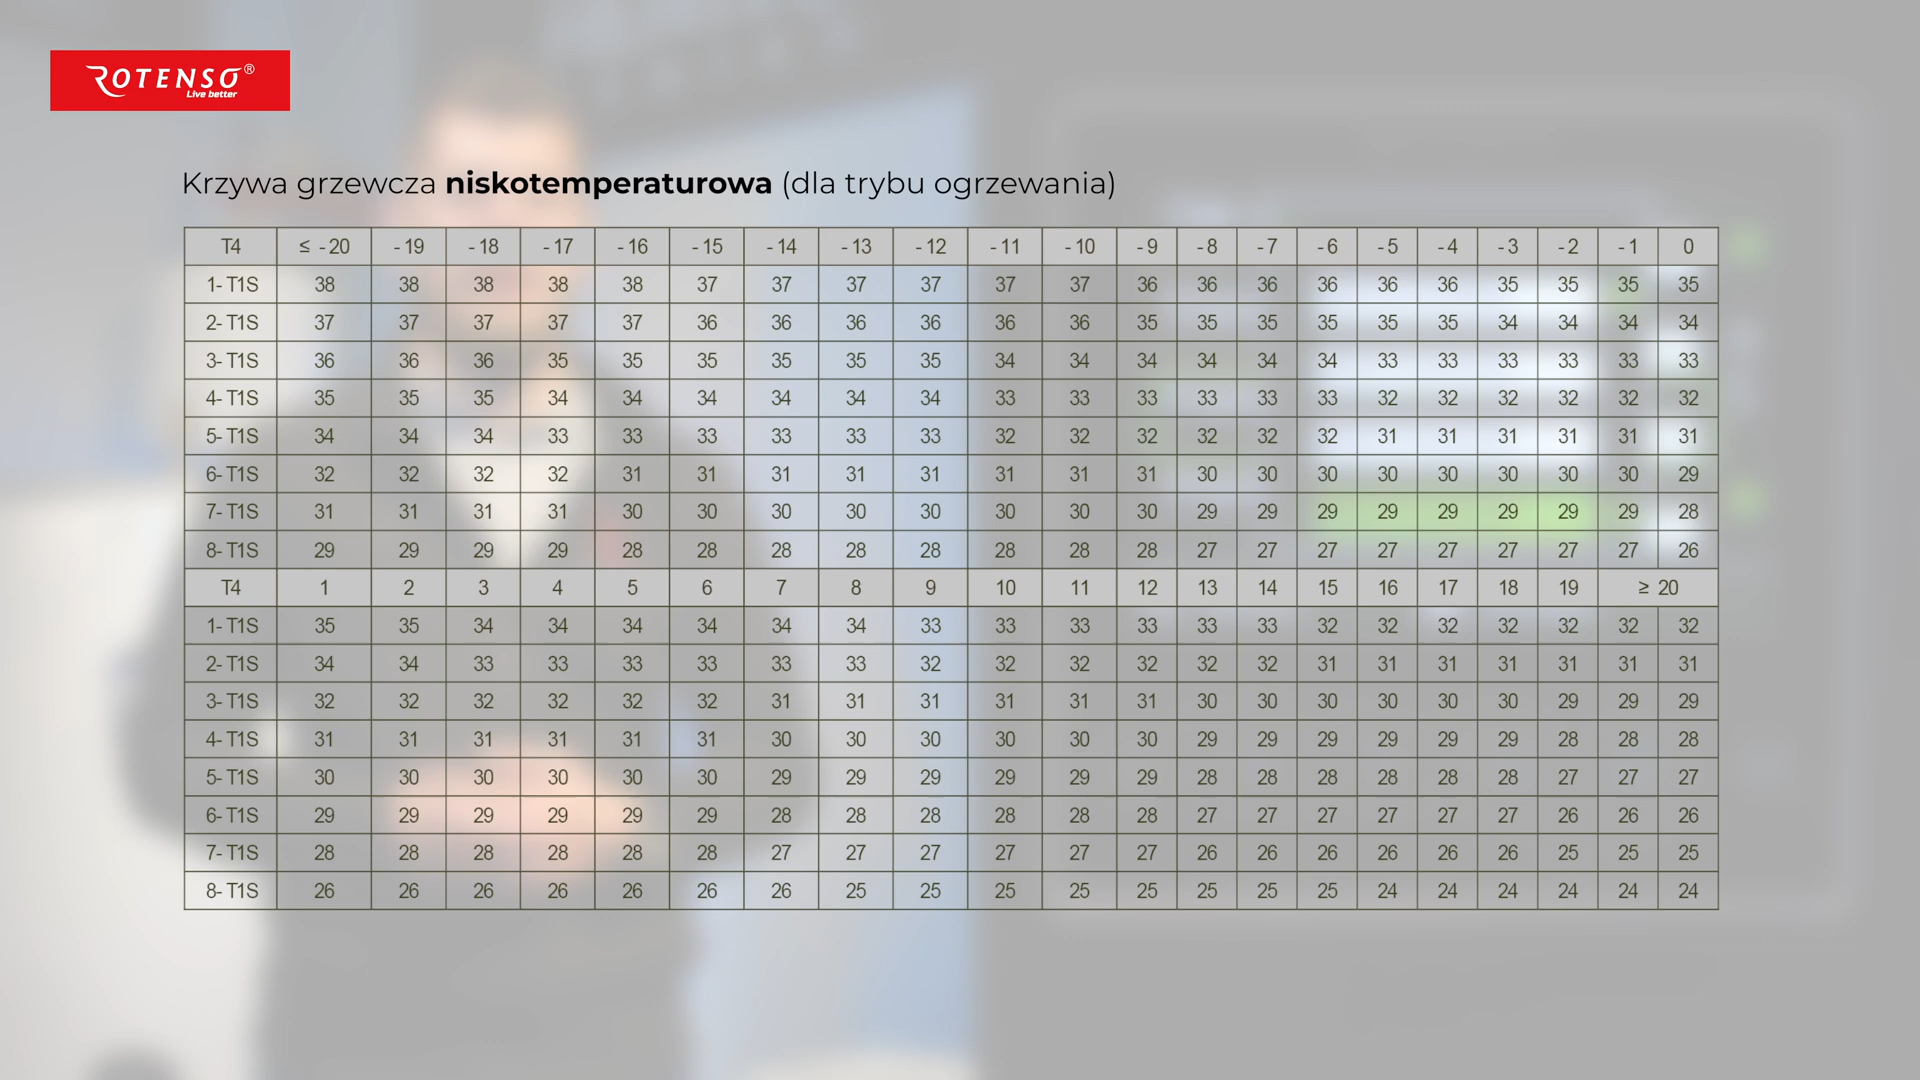 ROTENSO®
Live better
Krzywa grzewcza niskotemperaturowa (dla trybu ogrzewania)
T4 ≤ -20 -19 -18 -17 -16 -15 -14 -13 -12 -11 -10 -9 -8 -7 -6 -5 -4 -3 -2 -1 0
1- T1S 38 38 38 38 38 37 37 37 37 37 37 36 36 36 36 36 36 35 35 35 35
2- T1S 37 37 37 37 37 36 36 36 36 36 36 35 35 35 35 35 35 34 34 34 34
3- T1S 36 36 36 35 35 35 35 35 35 34 34 34 34 34 34 33 33 33 33 33 33
4- T1S 35 35 35 34 34 34 34 34 34 33 33 33 33 33 33 32 32 32 32 32 32
5- T1S 34 34 34 33 33 33 33 33 33 32 32 32 32 32 32 31 31 31 31 31 31
6- T1S 32 32 32 32 31 31 31 31 31 31 31 31 30 30 30 30 30 30 30 30 29
7- T1S 31 31 31 31 30 30 30 30 30 30 30 30 29 29 29 29 29 29 29 29 28
8- T1S 29 29 29 29 28 28 28 28 28 28 28 28 27 27 27 27 27 27 27 27 26
T4 1 2 3 4 5 6 7 8 9 10 11 12 13 14 15 16 17 18 19 ≥ 20
1- T1S 35 35 34 34 34 34 34 34 33 33 33 33 33 33 32 32 32 32 32 32 32
2- T1S 34 34 33 33 33 33 33 33 32 32 32 32 32 32 31 31 31 31 31 31 31
3- T1S 32 32 32 32 32 32 31 31 31 31 31 31 30 30 30 30 30 30 29 29 29
4- T1S 31 31 31 31 31 31 30 30 30 30 30 30 29 29 29 29 29 29 28 28 28
5- T1S 30 30 30 30 30 30 29 29 29 29 29 29 28 28 28 28 28 28 27 27 27
6- T1S 29 29 29 29 29 29 28 28 28 28 28 28 27 27 27 27 27 27 26 26 26
7- T1S 28 28 28 28 28 28 27 27 27 27 27 27 26 26 26 26 26 26 25 25 25
8- T1S 26 26 26 26 26 26 26 25 25 25 25 25 25 25 25 24 24 24 24 24 24